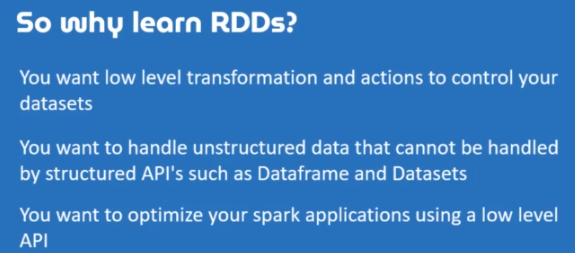 So why learn RDDs?
You want low level transformation and actions to control your
datasets
You want to handle unstructured data that cannot be handled
by structured API's such as Dataframe and Datasets
You want to optimize your spark applications using a low level
API